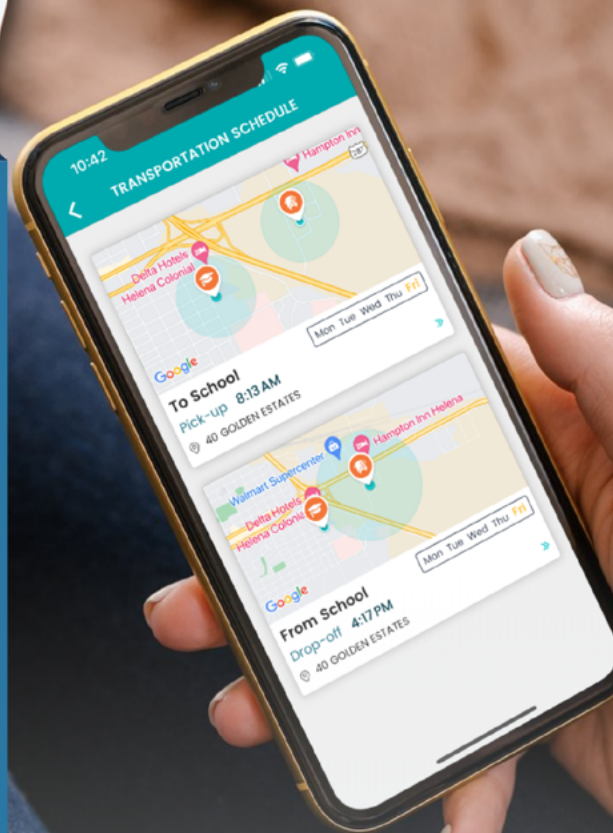 10:42
TRANSPORTATION SCHEDULE
Hampton Inn
287
Delta Hotels
Helena Colonial
Google
Mon Tue Wed Thu Fri
To School
Pick-up 8:13 AM
40 GOLDEN ESTATES
Walmart Supercenter
Hampton Inn Helena
Delta Hotels
Helena Colonial
Google
Mon Tue Wed Thu Fri
From School
Drop-off 4:17 PM
40 GOLDEN ESTATES